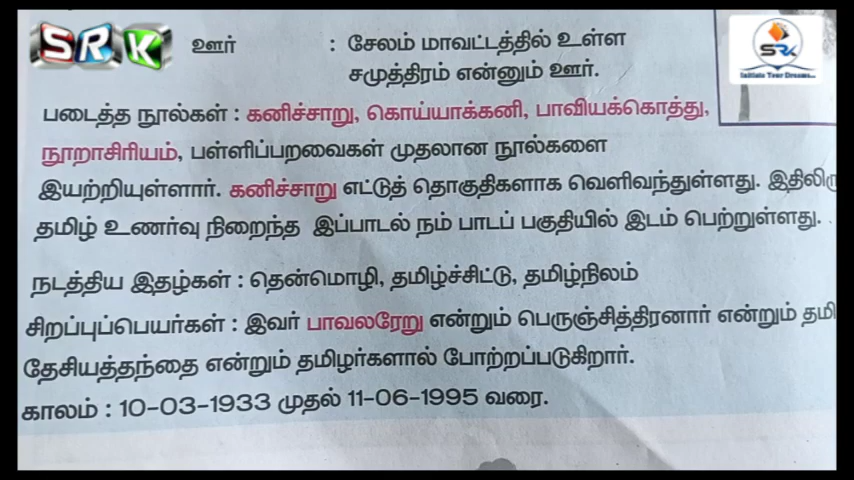 SRK
ஊர் : சேலம் மாவட்டத்தில் உள்ள
சமுத்திரம் என்னும் ஊர்.
SRK
Initiate Your Dreams...
படைத்த நூல்கள் : கனிச்சாறு, கொய்யாக்கனி, பாவியக்கொத்து,
நூறாசிரியம், பள்ளிப்பறவைகள் முதலான நூல்களை
இயற்றியுள்ளார். கனிச்சாறு எட்டுத் தொகுதிகளாக வெளிவந்துள்ளது. இதிலிரு
தமிழ் உணர்வு நிறைந்த இப்பாடல் நம் பாடப் பகுதியில் இடம் பெற்றுள்ளது.
நடத்திய இதழ்கள் : தென்மொழி, தமிழ்ச்சிட்டு, தமிழ்நிலம்
சிறப்புப்பெயர்கள் : இவர் பாவலரேறு என்றும் பெருஞ்சித்திரனார் என்றும் தமி
தேசியத்தந்தை என்றும் தமிழர்களால் போற்றப்படுகிறார்.
காலம் : 10-03-1933 முதல் 11-06-1995 வரை.